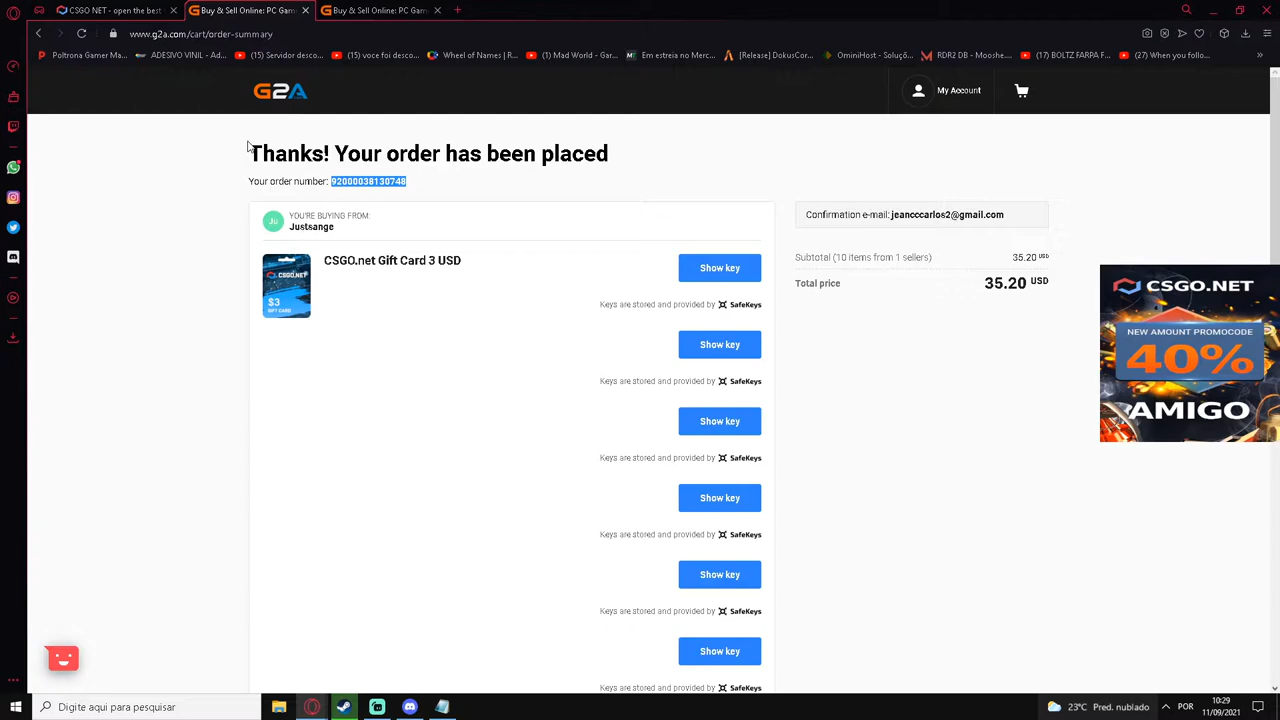 CSGO NET - open the best
Buy & Sell Online: PC Gam
Buy & Sell Online: PC Gam
www.g2a.com/cart/order-summary
Poltrona Gamer Ma...
ADESIVO VINIL - Ad...
(15) Servidor desco...
(15) voce foi desco...
Wheel of Names | R...
(1) Mad World - Gar...
Em estreia no Merc...
[Release] DokusCor...
OminiHost - Soluçõ...
RDR2 DB - Mooshe...
(17) BOLTZ FARPA F...
(27) When you follo...
G2A
My Account
Thanks! Your order has been placed
Your order number: 92000038130748
Ju
YOU'RE BUYING FROM:
Justsange
Confirmation e-mail: jeancccarlos2@gmail.com
CSGO.net Gift Card 3 USD
Show key
Subtotal (10 items from 1 sellers) 35.20 USD
Total price 35.20 USD
CSGO.NET
$3
GIFT CARD
Keys are stored and provided by SafeKeys
Show key
Keys are stored and provided by SafeKeys
Show key
Keys are stored and provided by SafeKeys
Show key
Keys are stored and provided by SafeKeys
Show key
Keys are stored and provided by SafeKeys
Show key
Keys are stored and provided by SafeKeys
CSGO.NET
NEW AMOUNT PROMOCODE
40%
AMIGO
Digite aqui para pesquisar
23°C Pred. nublado
POR
10:29
11/09/2021